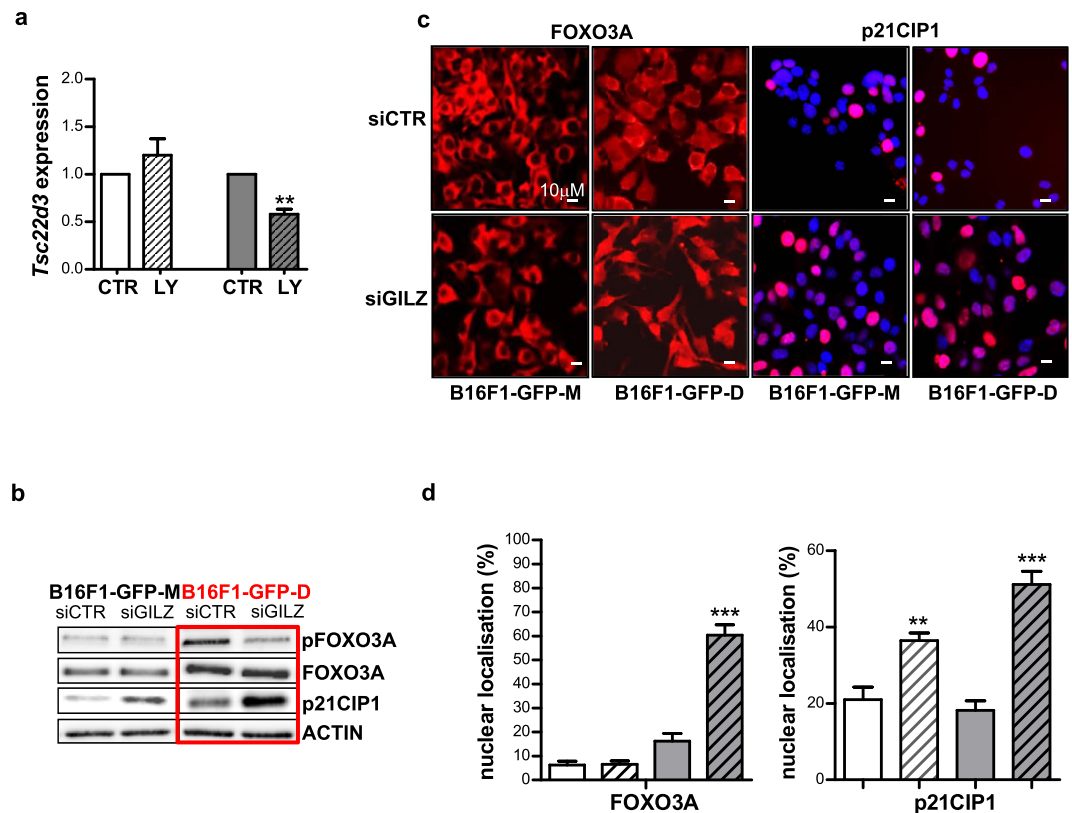 a
Tsc22d3 expression
2.0
1.5
1.0
0.5
0.0
**
CTR LY CTR LY
c
FOXO3A p21CIP1
siCTR
10µM
siGILZ
B16F1-GFP-M B16F1-GFP-D B16F1-GFP-M B16F1-GFP-D
b
B16F1-GFP-M B16F1-GFP-D
siCTR siGILZ siCTR siGILZ
pFOXO3A
FOXO3A
p21CIP1
ACTIN
d
nuclear localisation (%)
100
90
80
70
60
50
40
30
20
10
0
***
FOXO3A
nuclear localisation (%)
60
40
20
0
**
***
p21CIP1